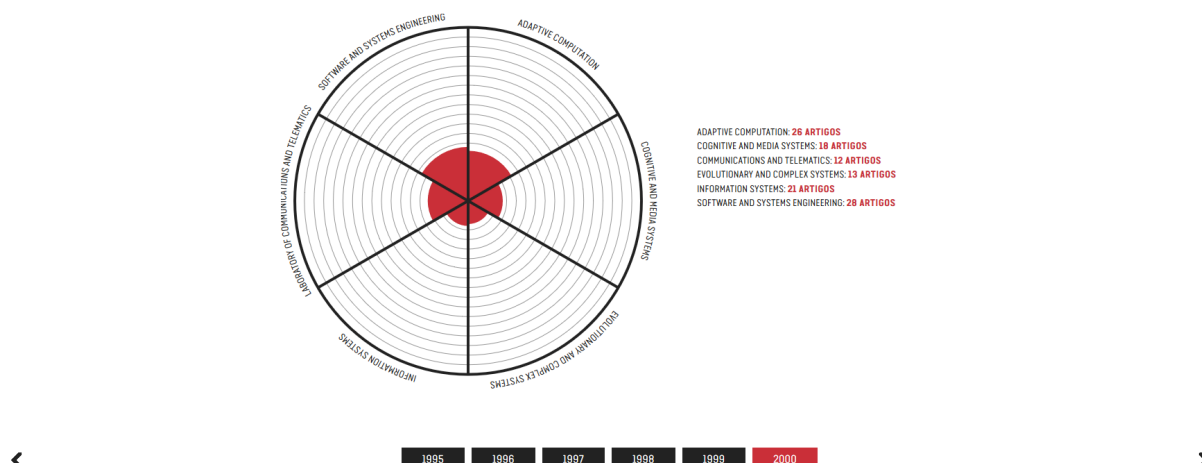 SOFTWARE AND SYSTEMS ENGINEERING
ADAPTIVE COMPUTATION
LABORATORY OF COMMUNICATIONS AND TELEMATICS
COGNITIVE AND MEDIA SYSTEMS
INFORMATION SYSTEMS
EVOLUTIONARY AND COMPLEX SYSTEMS
ADAPTIVE COMPUTATION: 26 ARTIGOS
COGNITIVE AND MEDIA SYSTEMS: 18 ARTIGOS
COMMUNICATIONS AND TELEMATICS: 12 ARTIGOS
EVOLUTIONARY AND COMPLEX SYSTEMS: 13 ARTIGOS
INFORMATION SYSTEMS: 21 ARTIGOS
SOFTWARE AND SYSTEMS ENGINEERING: 28 ARTIGOS
1995 1996 1997 1998 1999 2000